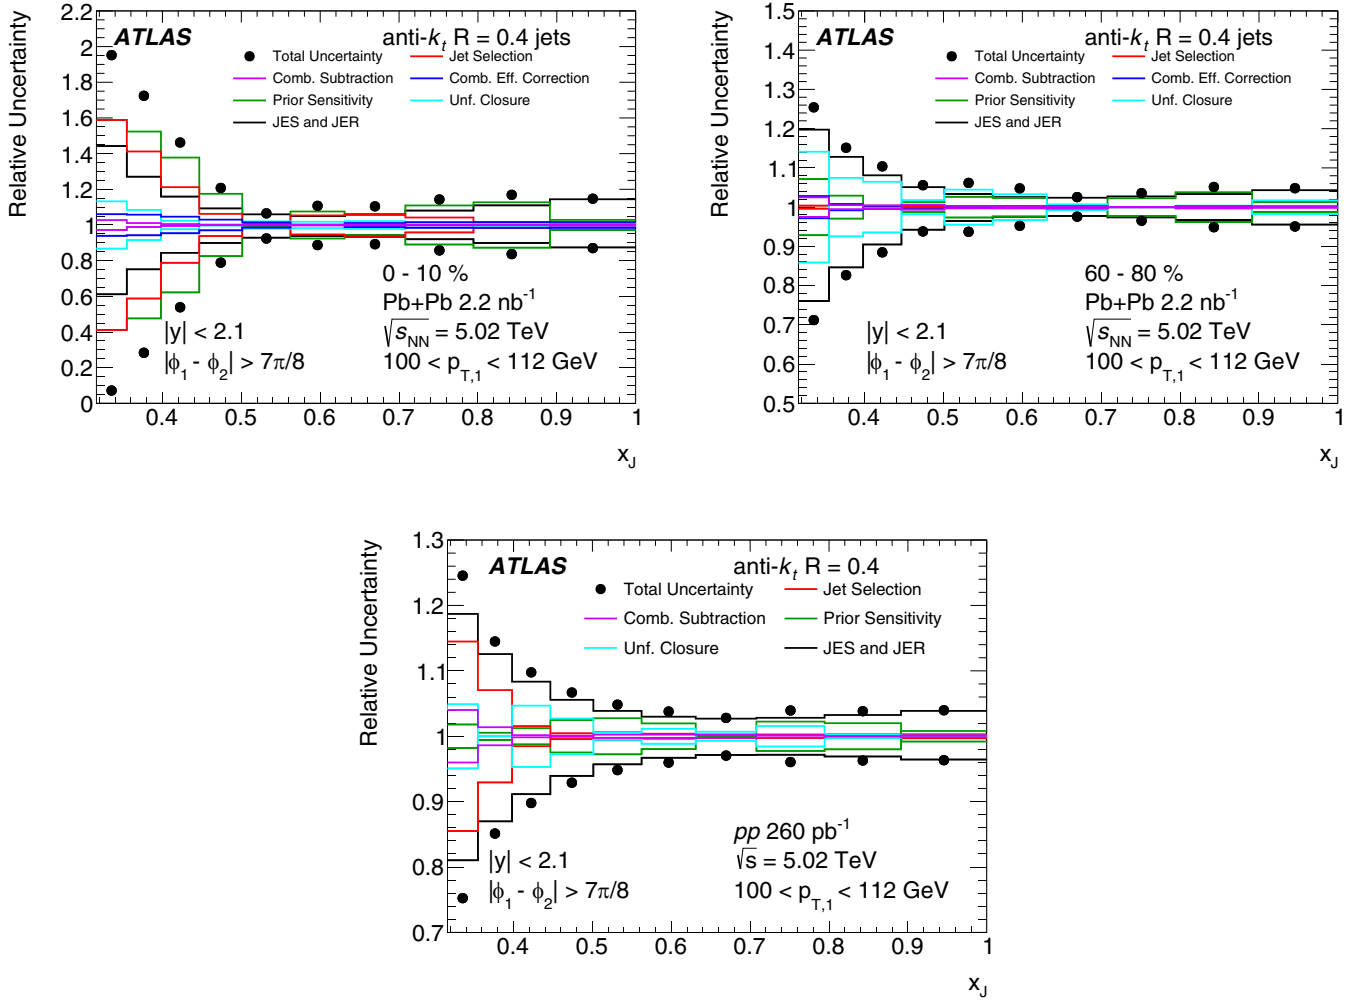 ATLAS
anti-k_t R = 0.4 jets
Total Uncertainty
Jet Selection
Comb. Subtraction
Comb. Eff. Correction
Prior Sensitivity
Unf. Closure
JES and JER
Relative Uncertainty
2.2
2
1.8
1.6
1.4
1.2
1
0.8
0.6
0.4
0.2
0
0 - 10 %
Pb+Pb 2.2 nb⁻¹
√s_NN = 5.02 TeV
100 < p_T,1 < 112 GeV
|y| < 2.1
|ϕ₁ - ϕ₂| > 7π/8
0.4 0.5 0.6 0.7 0.8 0.9 1
x_J
ATLAS
anti-k_t R = 0.4 jets
Total Uncertainty
Jet Selection
Comb. Subtraction
Comb. Eff. Correction
Prior Sensitivity
Unf. Closure
JES and JER
Relative Uncertainty
1.5
1.4
1.3
1.2
1.1
1
0.9
0.8
0.7
0.6
0.5
60 - 80 %
Pb+Pb 2.2 nb⁻¹
√s_NN = 5.02 TeV
100 < p_T,1 < 112 GeV
|y| < 2.1
|ϕ₁ - ϕ₂| > 7π/8
0.4 0.5 0.6 0.7 0.8 0.9 1
x_J
ATLAS
anti-k_t R = 0.4
Total Uncertainty
Jet Selection
Comb. Subtraction
Prior Sensitivity
Unf. Closure
JES and JER
Relative Uncertainty
1.3
1.2
1.1
1
0.9
0.8
0.7
pp 260 pb⁻¹
√s = 5.02 TeV
100 < p_T,1 < 112 GeV
|y| < 2.1
|ϕ₁ - ϕ₂| > 7π/8
0.4 0.5 0.6 0.7 0.8 0.9 1
x_J